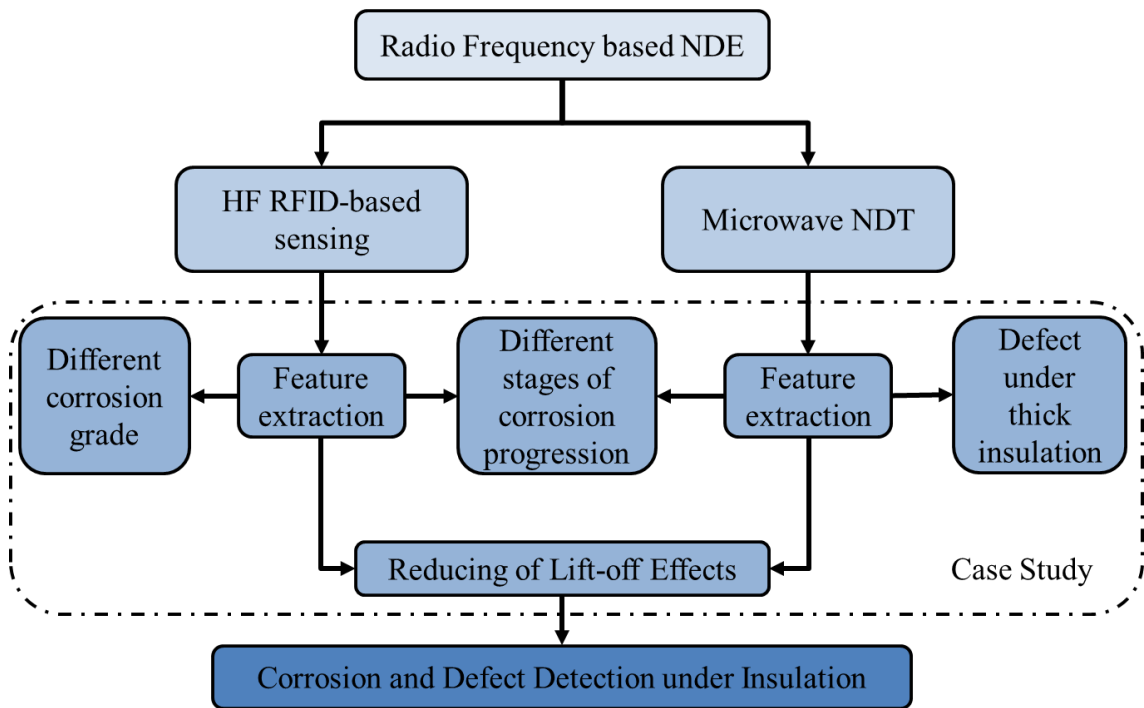 Radio Frequency based NDE
HF RFID-based
sensing
Microwave NDT
Different
corrosion
grade
Feature
extraction
Different
stages of
corrosion
progression
Feature
extraction
Defect
under
thick
insulation
Reducing of Lift-off Effects
Case Study
Corrosion and Defect Detection under Insulation